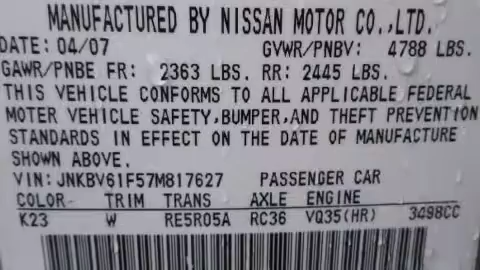 MANUFACTURED BY NISSAN MOTOR CO.,LTD.
DATE: 04/07 GVWR/PNBV: 4788 LBS.
GAWR/PNBE FR: 2363 LBS. RR: 2445 LBS.
THIS VEHICLE CONFORMS TO ALL APPLICABLE FEDERAL
MOTOR VEHICLE SAFETY,BUMPER,AND THEFT PREVENTION
STANDARDS IN EFFECT ON THE DATE OF MANUFACTURE
SHOWN ABOVE.
VIN: JNKBV61F57M817627 PASSENGER CAR
COLOR TRIM TRANS AXLE ENGINE
K23 W RE5R05A RC36 VQ35(HR) 3498CC